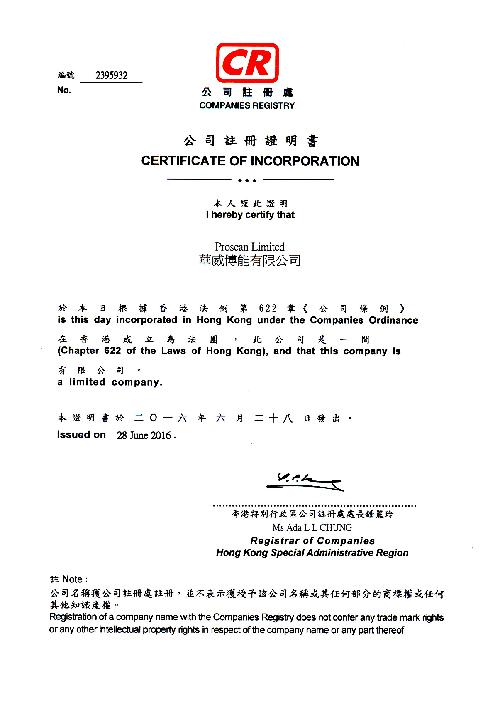 CR
編號 2395932
No.
公司註冊處
COMPANIES REGISTRY
公司註冊證明書
CERTIFICATE OF INCORPORATION
本人謹此證明
I hereby certify that
Proscan Limited
華威博能有限公司
於本日根據香港法例第622章《公司條例》
is this day incorporated in Hong Kong under the Companies Ordinance
在香港成立為法團，此公司是一間
(Chapter 622 of the Laws of Hong Kong), and that this company is
有限公司。
a limited company.
本證明書於二〇一六年六月二十八日發出。
Issued on 28 June 2016.
香港特別行政區公司註冊處處長鍾麗玲
Ms Ada L L CHUNG
Registrar of Companies
Hong Kong Special Administrative Region
註 Note:
公司名稱獲公司註冊處註冊，並不表示獲授予該公司名稱或其任何部分的商標權或任何
其他知識產權。
Registration of a company name with the Companies Registry does not confer any trade mark rights
or any other intellectual property rights in respect of the company name or any part thereof